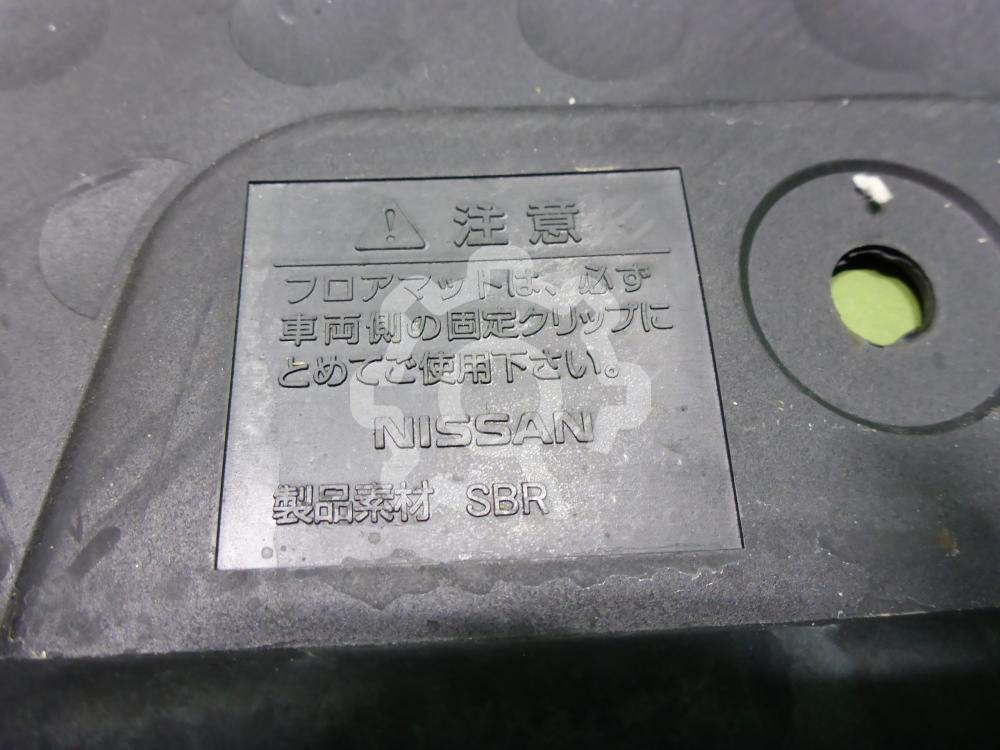 注意
フロアマットは、必ず
車両側の固定クリップに
とめてご使用下さい。
NISSAN
製品素材 SBR